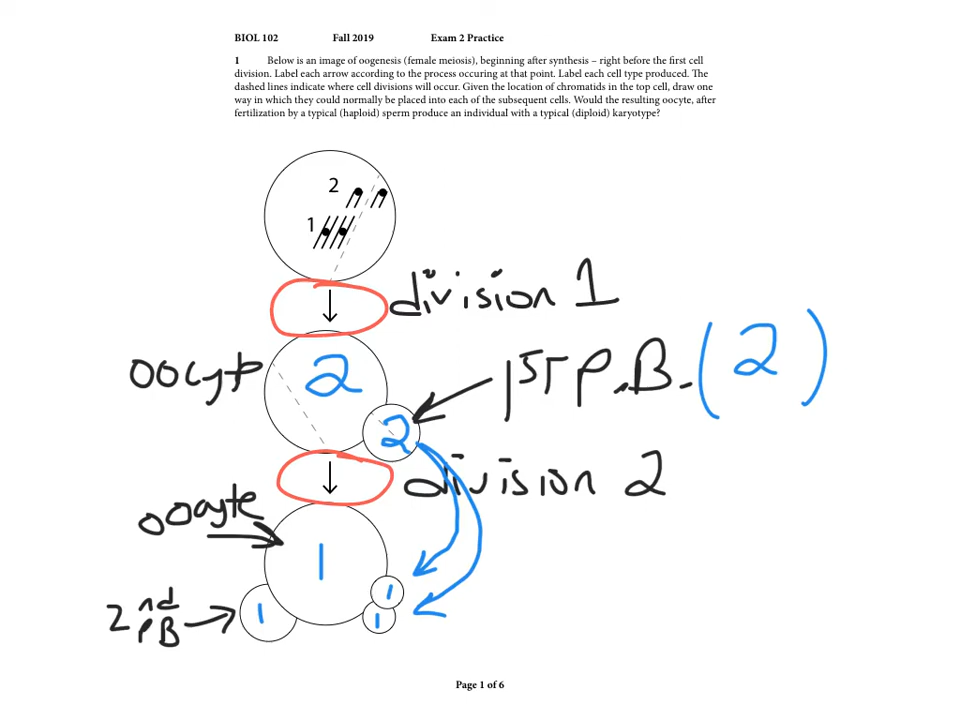 BIOL 102 Fall 2019 Exam 2 Practice
1 Below is an image of oogenesis (female meiosis), beginning after synthesis – right before the first cell
division. Label each arrow according to the process occuring at that point. Label each cell type produced. The
dashed lines indicate where cell divisions will occur. Given the location of chromatids in the top cell, draw one
way in which they could normally be placed into each of the subsequent cells. Would the resulting oocyte, after
fertilization by a typical (haploid) sperm produce an individual with a typical (diploid) karyotype?
2
1
division 1
oocyte 2
1ST P.B. (2)
2
division 2
oocyte
1
1
2nd PB
1
1
Page 1 of 6